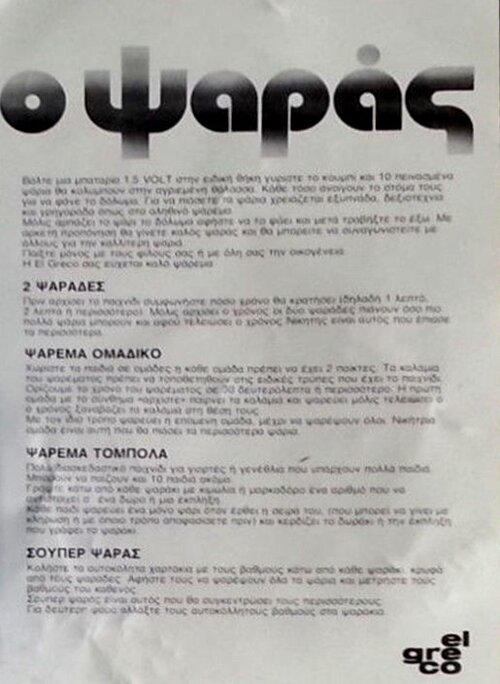 ο ψαράς
Βάλτε μια μπαταρία 1.5 VOLT στην ειδική θήκη γυρίστε το κουμπί και 10 πεινασμένα
ψάρια θα κολυμπούν στην αγριεμένη θάλασσα. Κάθε τόσο ανοίγουν το στόμα τους
για να φάνε το δόλωμα. Για να πιάσετε τα ψάρια χρειάζεται εξυπνάδα, δεξιοτεχνία
και γρηγοράδα όπως στο αληθινό ψάρεμα.
Μόλις αρπάξει το ψάρι το δόλωμα αφήστε να το φάει και μετά τραβήξτε το έξω. Με
αρκετή προπόνηση θα γίνετε καλός ψαράς και θα μπορείτε να συναγωνιστείτε με
άλλους για την καλλίτερη ψαριά.
Παίξτε μόνος με τους φίλους σας ή με όλη σας την οικογένεια.
Η El Greco σας εύχεται καλό ψάρεμα.
2 ΨΑΡΑΔΕΣ
Πριν αρχίσει το παιχνίδι συμφωνήστε πόσο χρόνο θα κρατήσει (δηλαδή 1 λεπτό,
2 λεπτά ή περισσότερο). Μόλις αρχίσει ο χρόνος οι δύο ψαράδες πιάνουν όσο πιο
πολλά ψάρια μπορούν και αφού τελειώσει ο χρόνος Νικητής είναι αυτός που έπιασε
τα περισσότερα.
ΨΑΡΕΜΑ ΟΜΑΔΙΚΟ
Χωρίστε τα παιδιά σε ομάδες η κάθε ομάδα πρέπει να έχει 2 παίκτες. Τα καλάμια
του ψαρέματος πρέπει να τοποθετηθούν στις ειδικές τρύπες που έχει το παιχνίδι.
Ορίζουμε το χρόνο του ψαρέματος σε 30 δευτερόλεπτα ή περισσότερο. Η πρώτη
ομάδα με το σύνθημα «αρχίστε» παίρνει τα καλάμια και ψαρεύει μόλις τελειώσει ο
ο χρόνος ξαναβάζει τα καλάμια στη θέση τους.
Με τον ίδιο τρόπο ψαρεύει η επόμενη ομάδα, μέχρι να ψαρέψουν όλοι. Νικήτρια
ομάδα είναι αυτή που θα πιάσει τα περισσότερα ψάρια.
ΨΑΡΕΜΑ ΤΟΜΠΟΛΑ
Πολύ διασκεδαστικό παιχνίδι για γιορτές ή γενέθλια που υπάρχουν πολλά παιδιά.
Μπορούν να παίζουν και 10 παιδιά ακόμα.
Γράψτε κάτω από κάθε ψαράκι με κιμωλία ή μαρκαδόρο ένα αριθμό που να
αντιστοιχεί σ' ένα δώρο ή μια έκπληξη.
Κάθε παιδί ψαρεύει ένα μόνο ψάρι όταν έρθει η σειρά του, (που μπορεί να γίνει με
κλήρωση ή με όποιο τρόπο αποφασίσετε πριν) και κερδίζει το δωράκι ή την έκπληξη
που γράφει το ψαράκι.
ΣΟΥΠΕΡ ΨΑΡΑΣ
Κολλήστε τα αυτοκόλητα χαρτάκια με τους βαθμούς κάτω από κάθε ψαράκι, κρυφά
από τους ψαράδες. Αφήστε τους να ψαρέψουν όλα τα ψάρια και μετρήστε τους
βαθμούς του καθενός.
Σούπερ ψαράς είναι αυτός που θα συγκεντρώσει τους περισσότερους.
Για δεύτερη φορά αλλάξτε τους αυτοκόλλητους βαθμούς στα ψαράκια.
el
gre
co